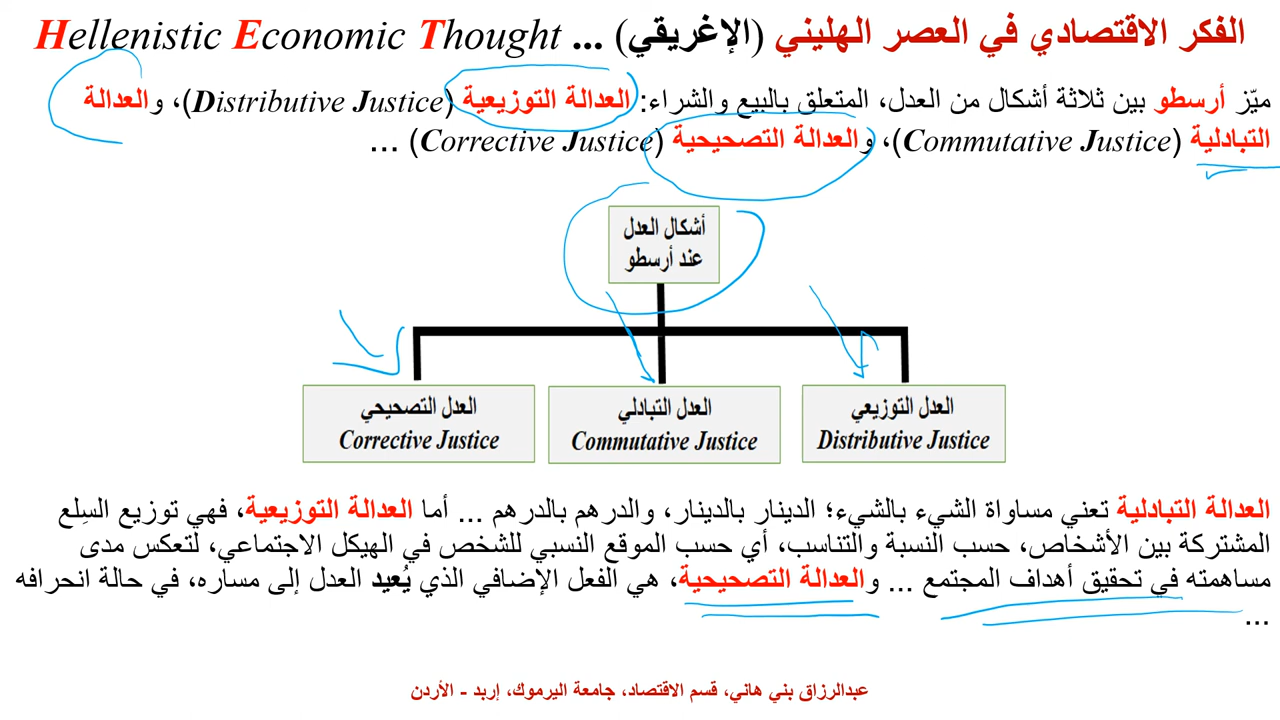 الفكر الاقتصادي في العصر الهليني (الإغريقي) ... Hellenistic Economic Thought
ميّز أرسطو بين ثلاثة أشكال من العدل، المتعلق بالبيع والشراء: العدالة التوزيعية (Distributive Justice)، والعدالة
التبادلية (Commutative Justice)، والعدالة التصحيحية (Corrective Justice) ...
أشكال العدل
عند أرسطو
العدل التوزيعي
Distributive Justice
العدل التبادلي
Commutative Justice
العدل التصحيحي
Corrective Justice
العدالة التبادلية تعني مساواة الشيء بالشيء؛ الدينار بالدينار، والدرهم بالدرهم ... أما العدالة التوزيعية، فهي توزيع السِلع
المشتركة بين الأشخاص، حسب النسبة والتناسب، أي حسب الموقع النسبي للشخص في الهيكل الاجتماعي، لتعكس مدى
مساهمته في تحقيق أهداف المجتمع ... والعدالة التصحيحية، هي الفعل الإضافي الذي يُعيد العدل إلى مساره، في حالة انحرافه
...
عبدالرزاق بني هاني، قسم الاقتصاد، جامعة اليرموك، إربد - الأردن